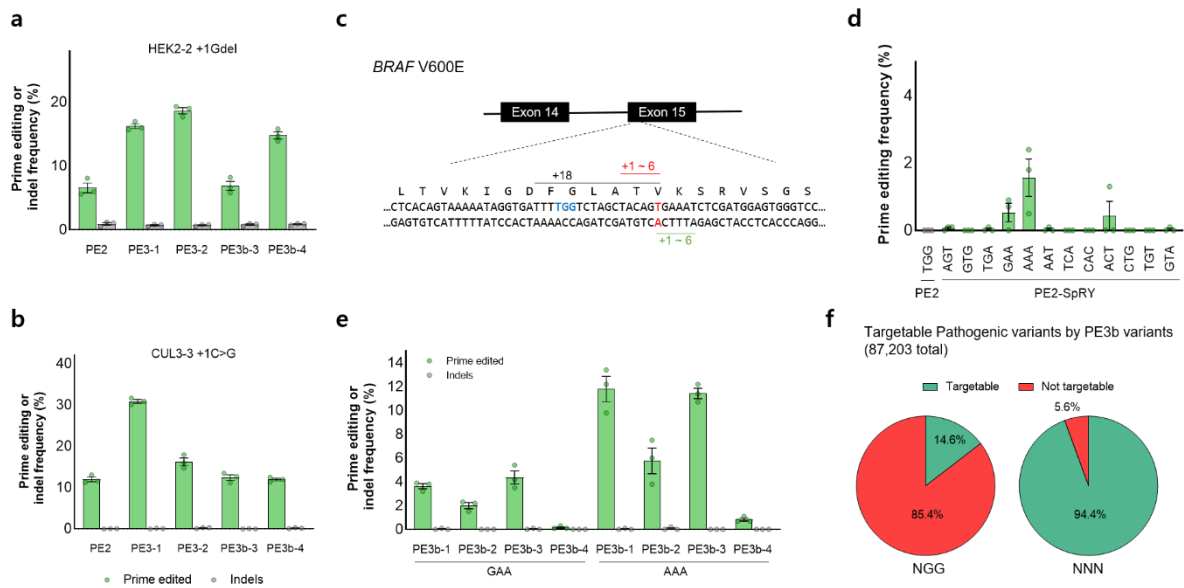 a
HEK2-2 +1Gdel
Prime editing or
indel frequency (%)
20
10
0
PE2 PE3-1 PE3-2 PE3b-3 PE3b-4
b
CUL3-3 +1C>G
Prime editing or
indel frequency (%)
40
30
20
10
0
PE2 PE3-1 PE3-2 PE3b-3 PE3b-4
Prime edited Indels
c
BRAF V600E
Exon 14 Exon 15
+1 ~ 6
+18
L T V K I G D F G L A T V K S R V S G S
...CTCACAGTAAAAATAGGTGATTTTGGTCTAGCTACAGTGAAATCTCGATGGAGTGGGTCC...
...GAGTGTCATTTTTATCCACTAAAACCAGATCGATGTCACTTTAGAGCTACCTCACCCAGG...
+1 ~ 6
d
Prime editing frequency (%)
4
2
0
TGG AGT GTG TGA GAA AAA AAT TCA CAC ACT CTG TGT GTA
PE2 PE2-SpRY
e
Prime edited
Indels
Prime editing or
indel frequency (%)
14
12
10
8
6
4
2
0
PE3b-1 PE3b-2 PE3b-3 PE3b-4 PE3b-1 PE3b-2 PE3b-3 PE3b-4
GAA AAA
f
Targetable Pathogenic variants by PE3b variants
(87,203 total)
Targetable Not targetable
14.6%
85.4%
NGG
5.6%
94.4%
NNN